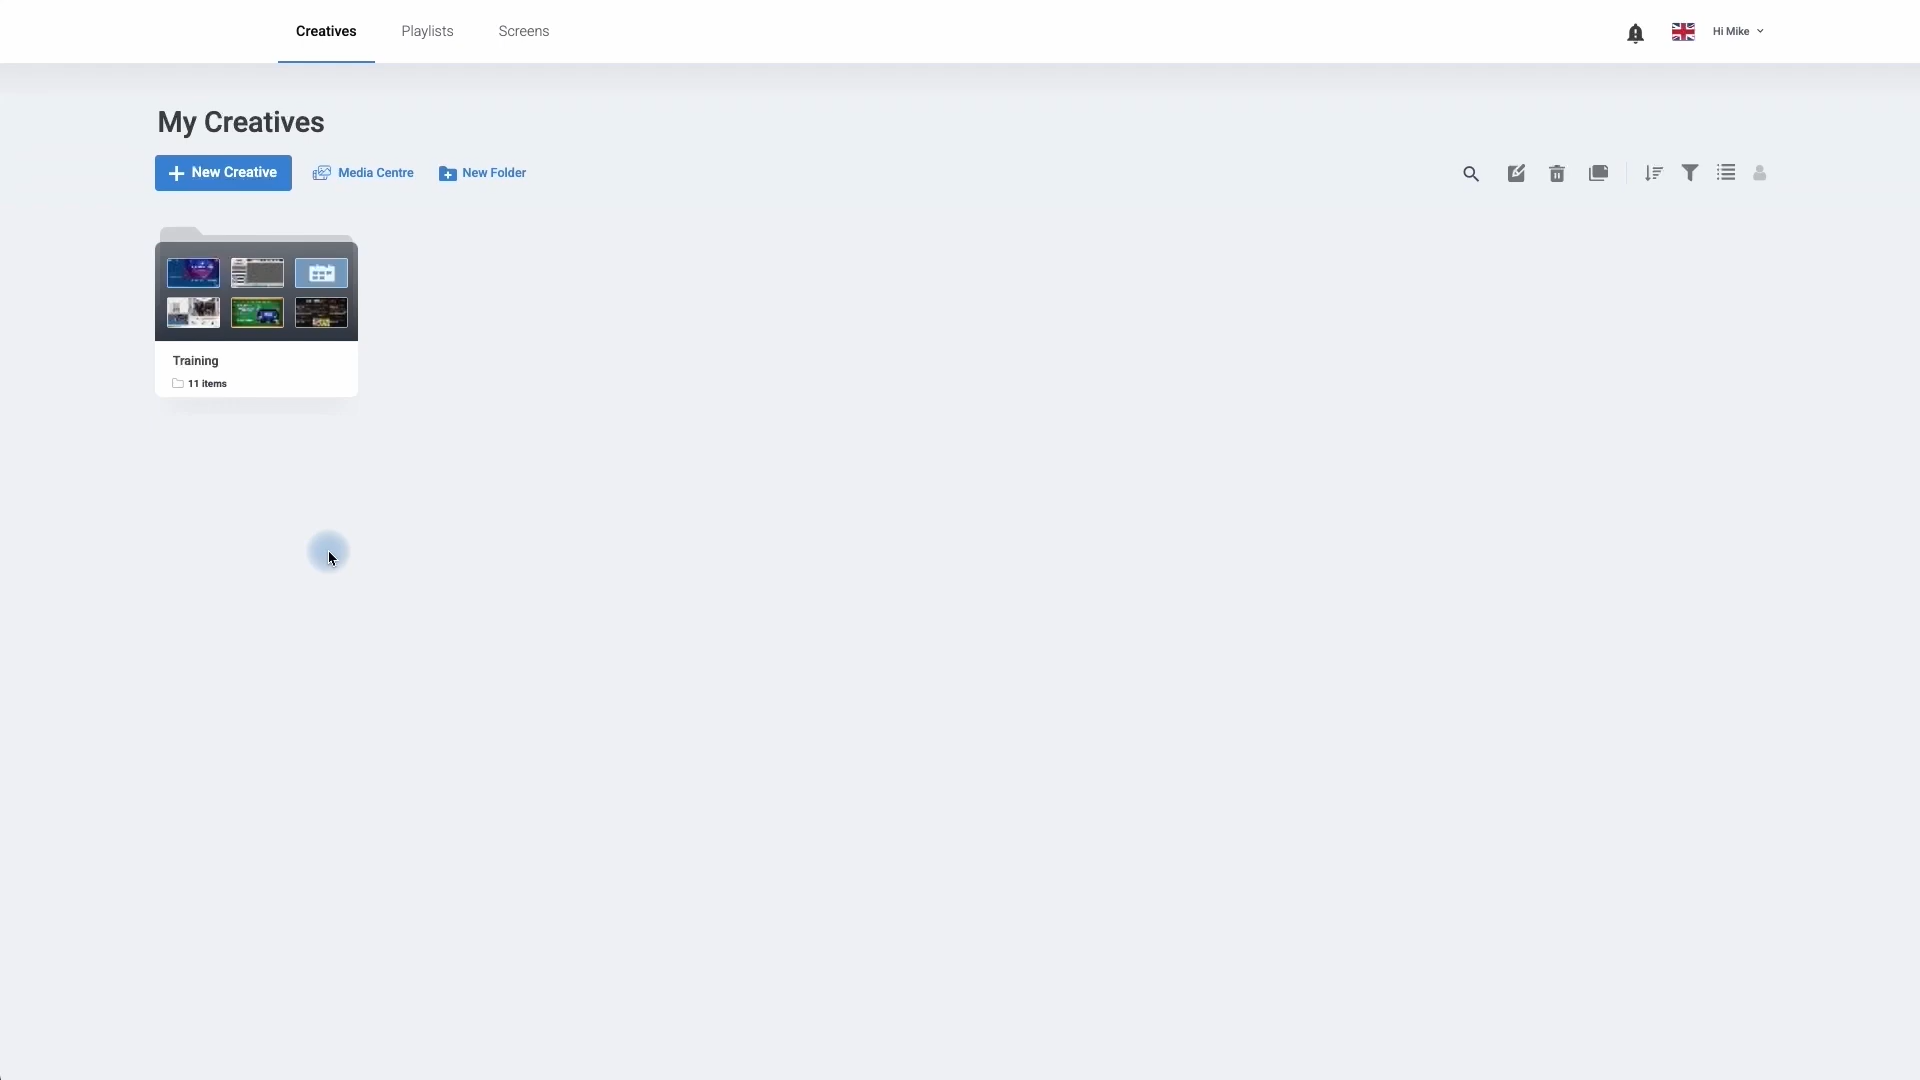 Creatives
Playlists
Screens
Hi Mike
My Creatives
New Creative
Media Centre
New Folder
Training
11 items